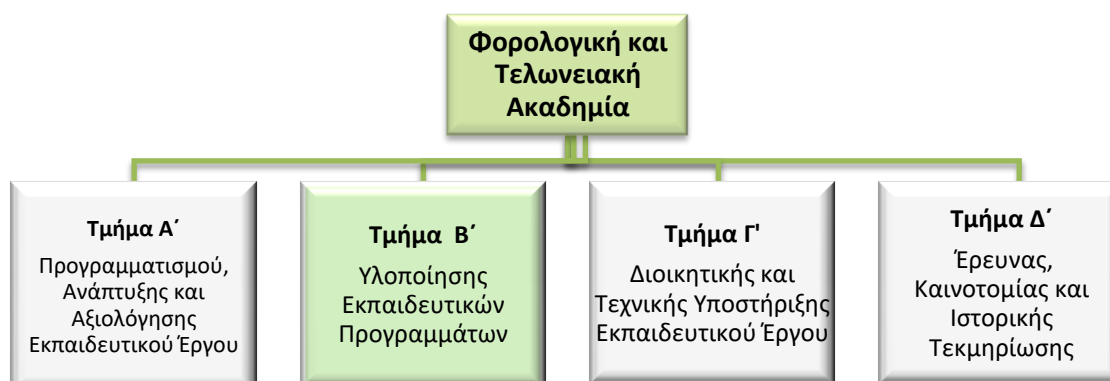 Φορολογική και
Τελωνειακή
Ακαδημία
Τμήμα Α΄
Προγραμματισμού,
Ανάπτυξης και
Αξιολόγησης
Εκπαιδευτικού Έργου
Τμήμα Β΄
Υλοποίησης
Εκπαιδευτικών
Προγραμμάτων
Τμήμα Γ'
Διοικητικής και
Τεχνικής Υποστήριξης
Εκπαιδευτικού Έργου
Τμήμα Δ΄
Έρευνας,
Καινοτομίας και
Ιστορικής
Τεκμηρίωσης